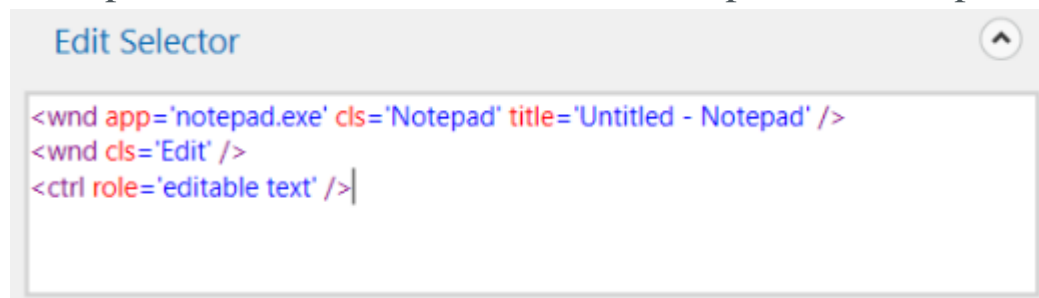 Edit Selector
<wnd app='notepad.exe' cls='Notepad' title='Untitled - Notepad' />
<wnd cls='Edit' />
<ctrl role='editable text' />